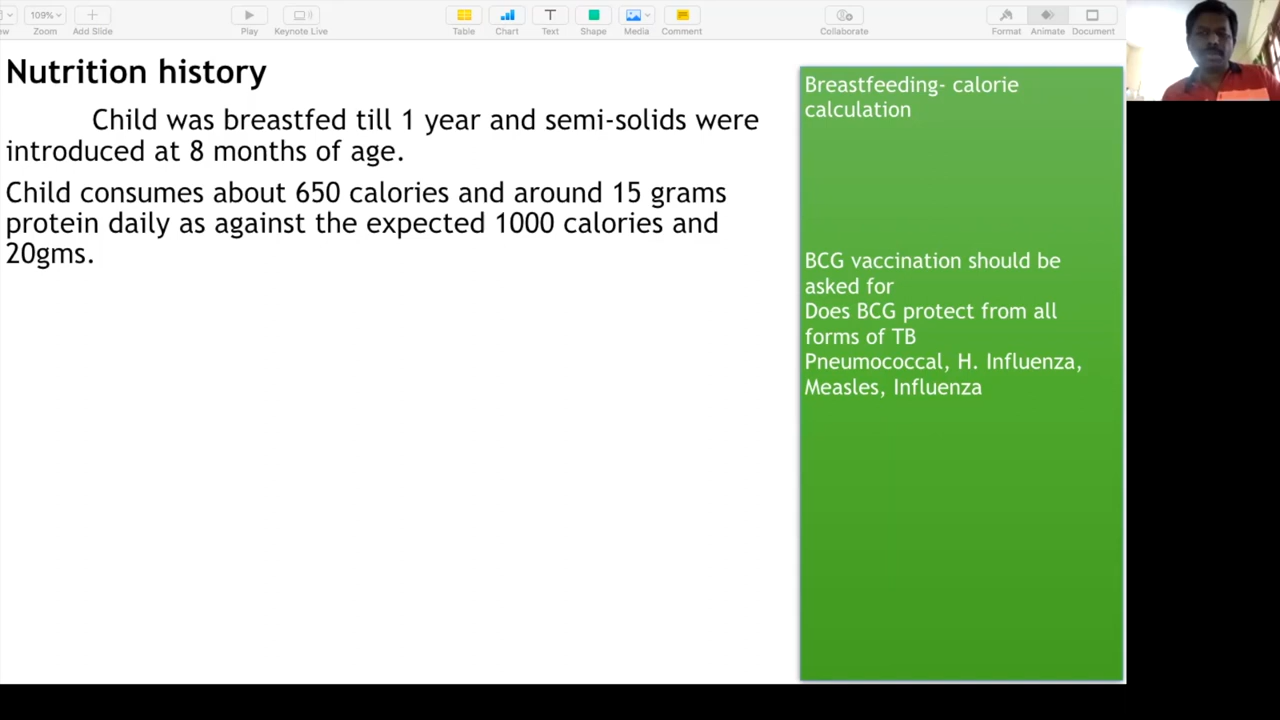 109%
Zoom
Add Slide
Play
Keynote Live
Table
Chart
Text
Shape
Media
Comment
Collaborate
Format
Animate
Document
Nutrition history
Child was breastfed till 1 year and semi-solids were
introduced at 8 months of age.
Child consumes about 650 calories and around 15 grams
protein daily as against the expected 1000 calories and
20gms.
Breastfeeding- calorie
calculation
BCG vaccination should be
asked for
Does BCG protect from all
forms of TB
Pneumococcal, H. Influenza,
Measles, Influenza